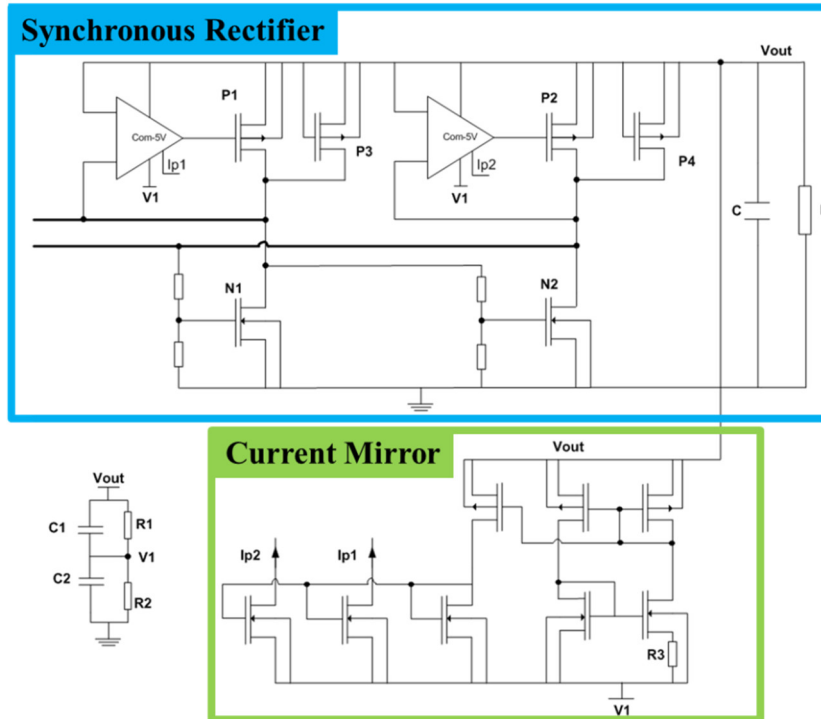 Synchronous Rectifier
Vout
P1
P2
Com-5V
Com-5V
P3
P4
Ip1
Ip2
V1
V1
C
N1
N2
Current Mirror
Vout
Vout
C1
R1
V1
Ip2
Ip1
C2
R2
R3
V1